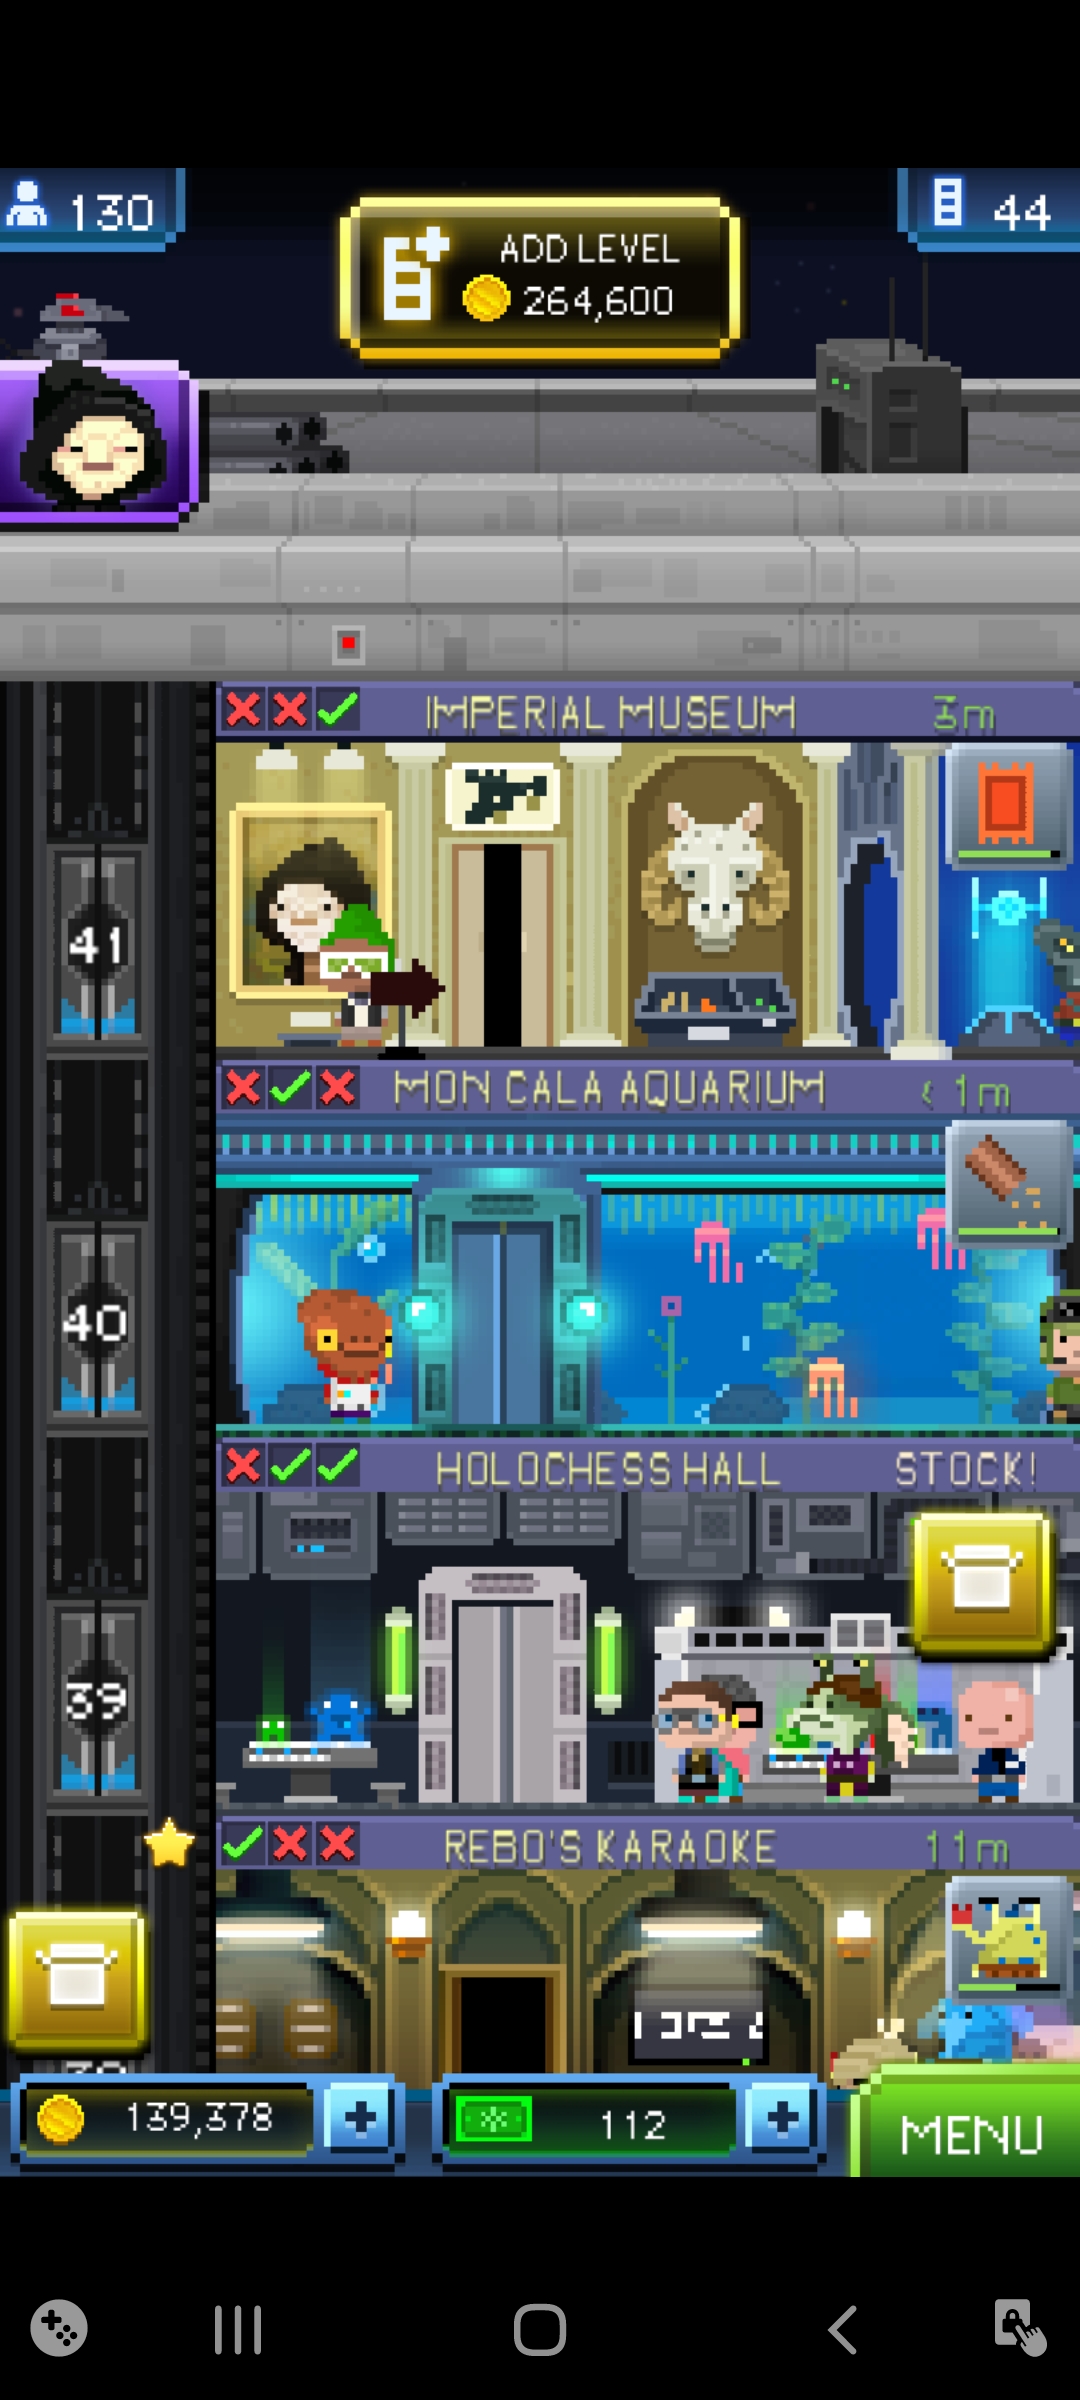 130
ADD LEVEL
264,600
44
IMPERIAL MUSEUM 3m
41
MON CALA AQUARIUM < 1m
40
HOLOCHESS HALL STOCK!
39
REBO'S KARAOKE 11m
139,378
112
MENU